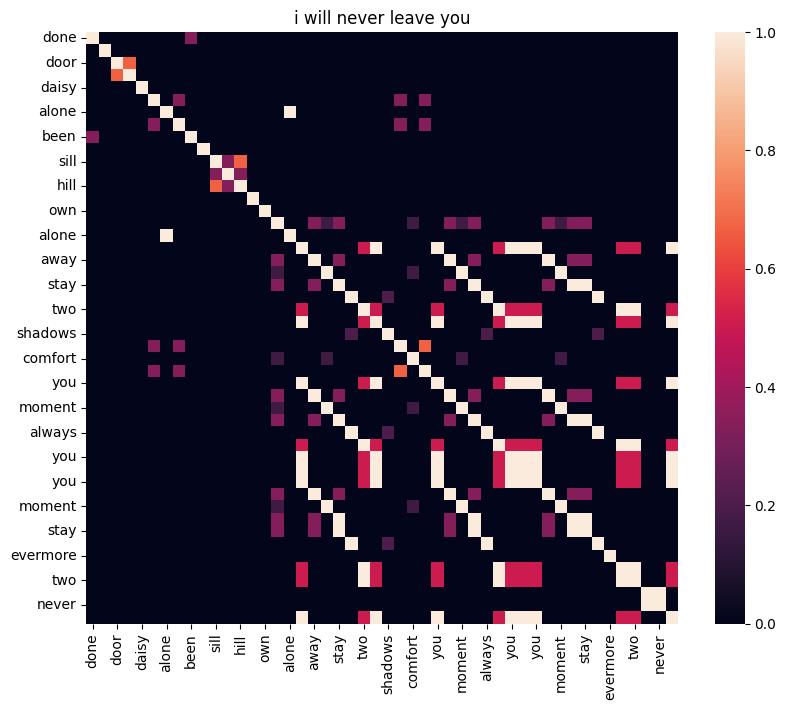 i will never leave you
done
door
daisy
alone
been
sill
hill
own
alone
away
stay
two
shadows
comfort
you
moment
always
you
you
moment
stay
evermore
two
never
1.0
0.8
0.6
0.4
0.2
0.0
done
door
daisy
alone
been
sill
hill
own
alone
away
stay
two
shadows
comfort
you
moment
always
you
you
moment
stay
evermore
two
never